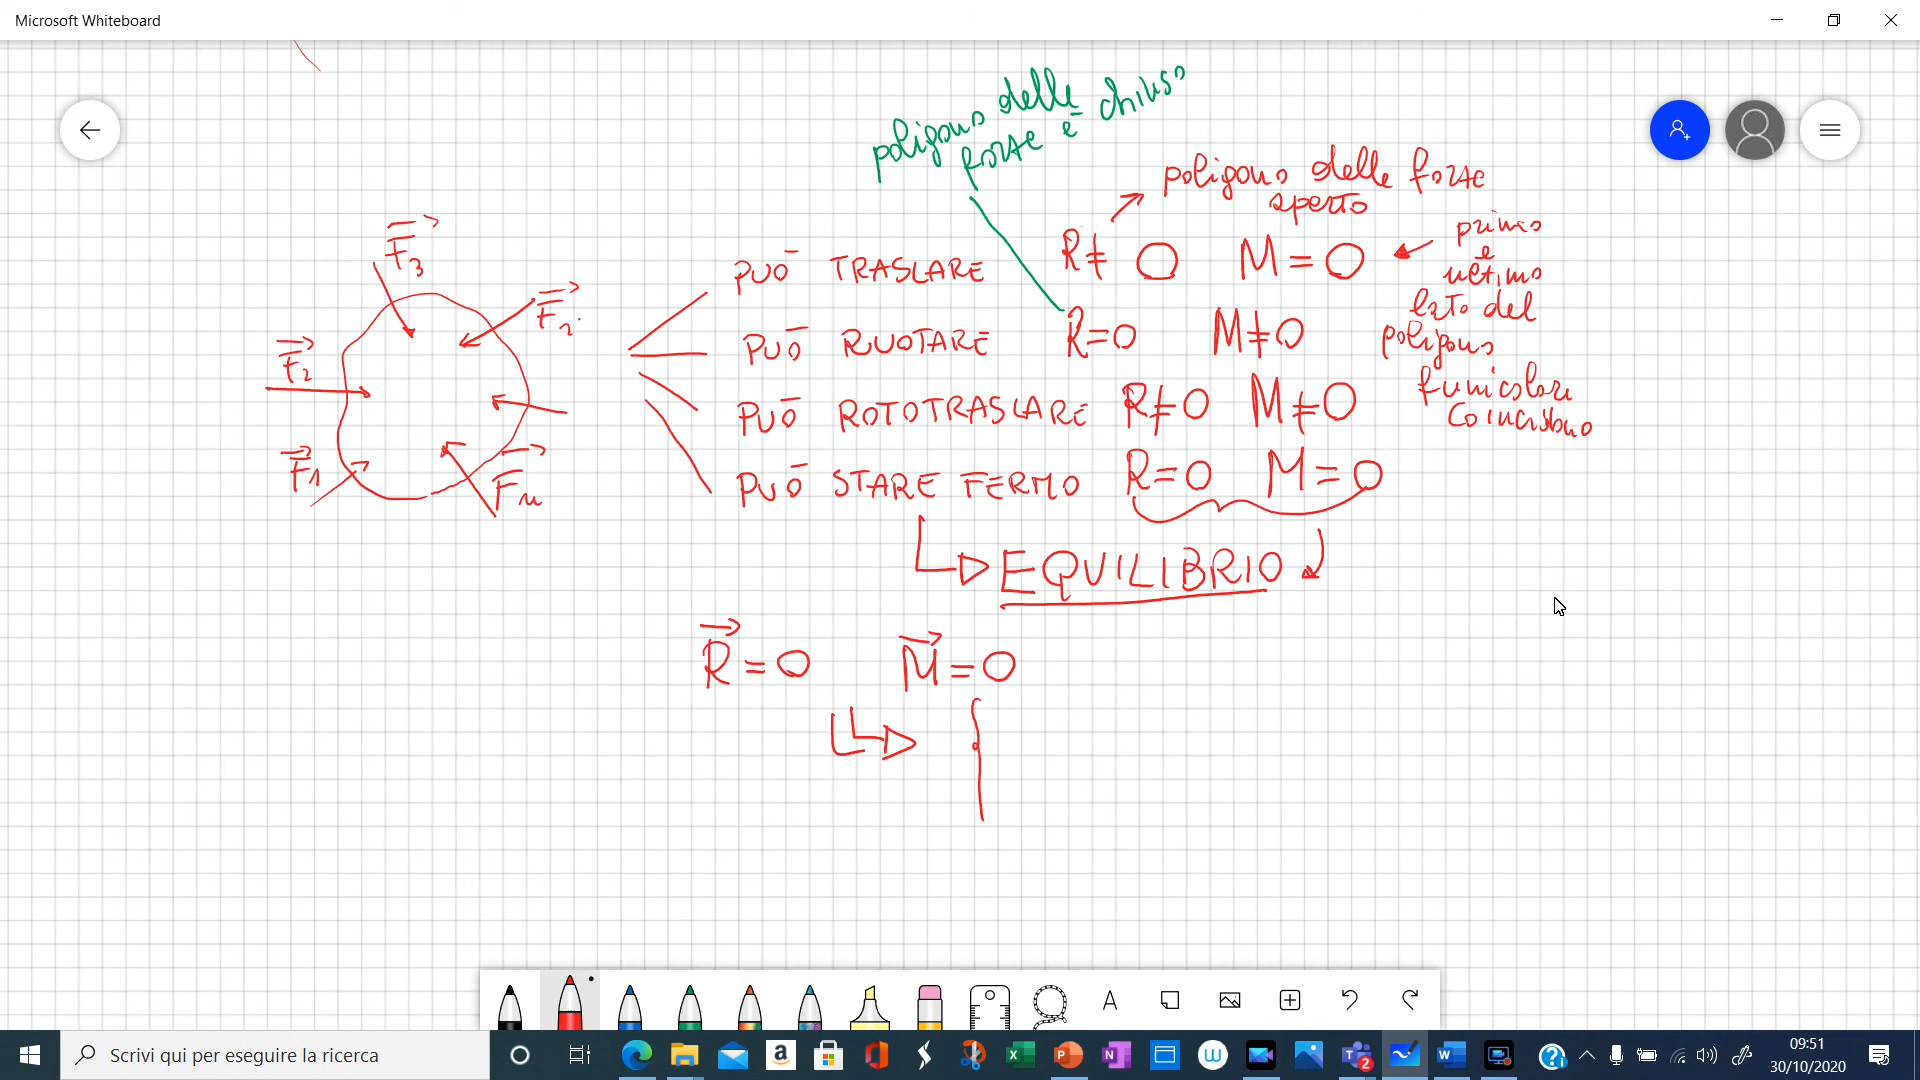 Microsoft Whiteboard
poligono delle
forze è chiuso
poligono delle forze
aperto
F3
F2
F1
Fn
PUÒ TRASLARE R≠0 M=0
primo
e
ultimo
lato del
poligono
funicolare
coincidono
PUÒ RUOTARE R=0 M≠0
PUÒ ROTOTRASLARE R≠0 M≠0
PUÒ STARE FERMO R=0 M=0
EQUILIBRIO
R=0 M=0
Scrivi qui per eseguire la ricerca
09:51
30/10/2020